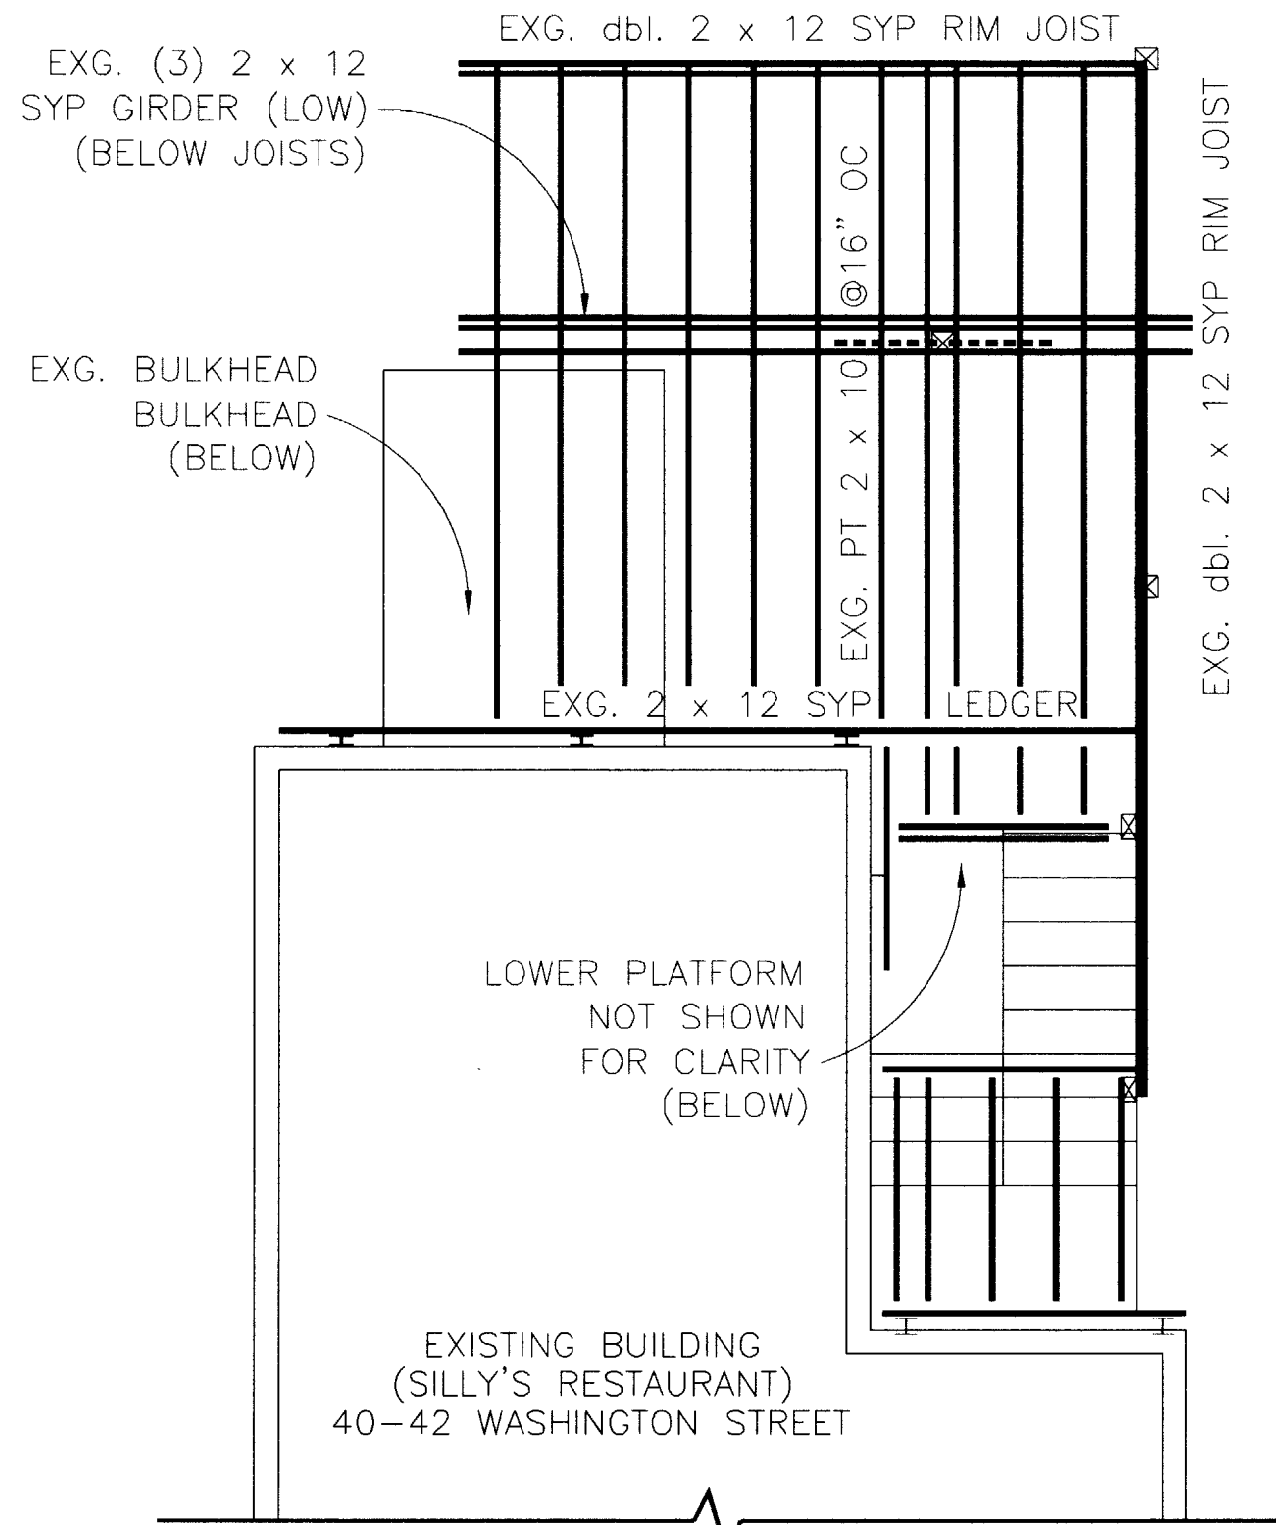 EXG. dbl. 2 x 12 SYP RIM JOIST
EXG. (3) 2 x 12
SYP GIRDER (LOW)
(BELOW JOISTS)
EXG. dbl. 2 x 12 SYP RIM JOIST
EXG. PT 2 x 10 @16" OC
EXG. BULKHEAD
BULKHEAD
(BELOW)
EXG. 2 x 12 SYP LEDGER
LOWER PLATFORM
NOT SHOWN
FOR CLARITY
(BELOW)
EXISTING BUILDING
(SILLY'S RESTAURANT)
40-42 WASHINGTON STREET